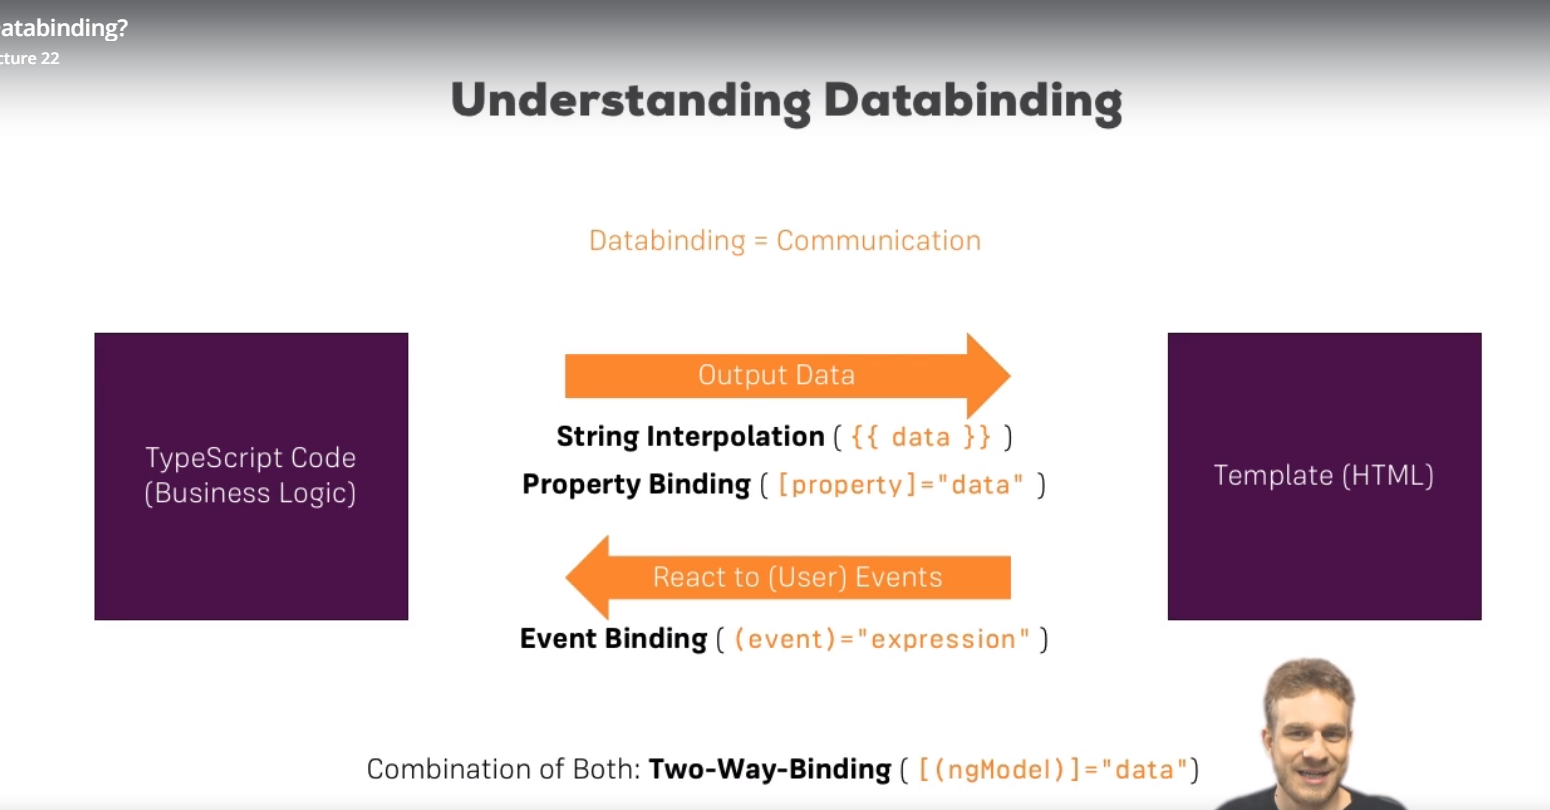 atabinding?
cture 22
Understanding Databinding
Databinding = Communication
TypeScript Code
(Business Logic)
Output Data
String Interpolation ( {{ data }} )
Property Binding ( [property]="data" )
React to (User) Events
Event Binding ( (event)="expression" )
Template (HTML)
Combination of Both: Two-Way-Binding ( [(ngModel)]="data")